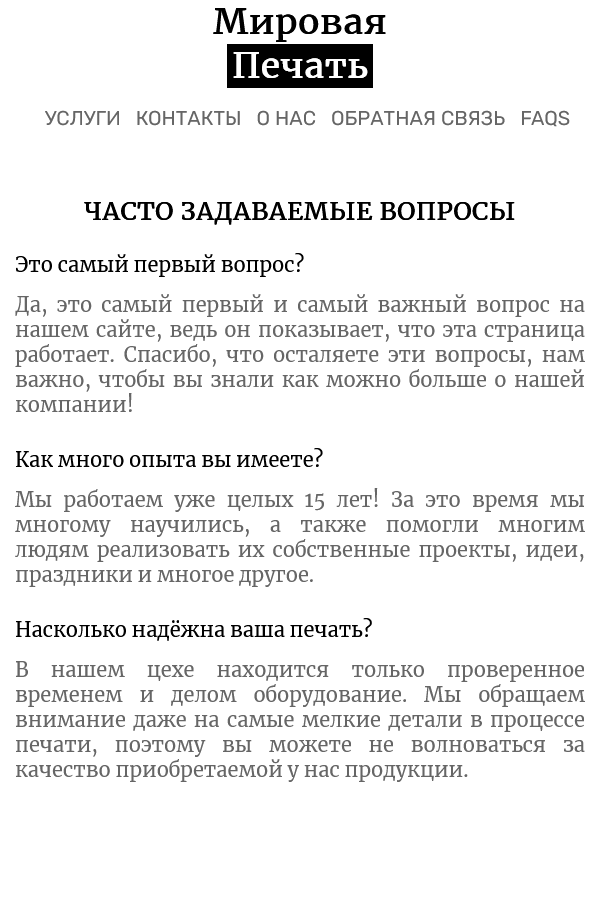 Мировая
Печать
УСЛУГИ КОНТАКТЫ О НАС ОБРАТНАЯ СВЯЗЬ FAQS
ЧАСТО ЗАДАВАЕМЫЕ ВОПРОСЫ
Это самый первый вопрос?
Да, это самый первый и самый важный вопрос на
нашем сайте, ведь он показывает, что эта страница
работает. Спасибо, что осталяете эти вопросы, нам
важно, чтобы вы знали как можно больше о нашей
компании!
Как много опыта вы имеете?
Мы работаем уже целых 15 лет! За это время мы
многому научились, а также помогли многим
людям реализовать их собственные проекты, идеи,
праздники и многое другое.
Насколько надёжна ваша печать?
В нашем цехе находится только проверенное
временем и делом оборудование. Мы обращаем
внимание даже на самые мелкие детали в процессе
печати, поэтому вы можете не волноваться за
качество приобретаемой у нас продукции.